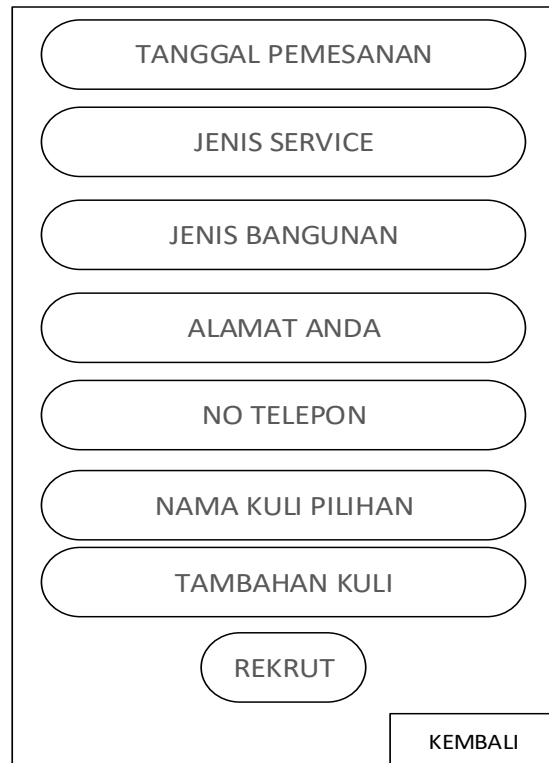 TANGGAL PEMESANAN
JENIS SERVICE
JENIS BANGUNAN
ALAMAT ANDA
NO TELEPON
NAMA KULI PILIHAN
TAMBAHAN KULI
REKRUT
KEMBALI